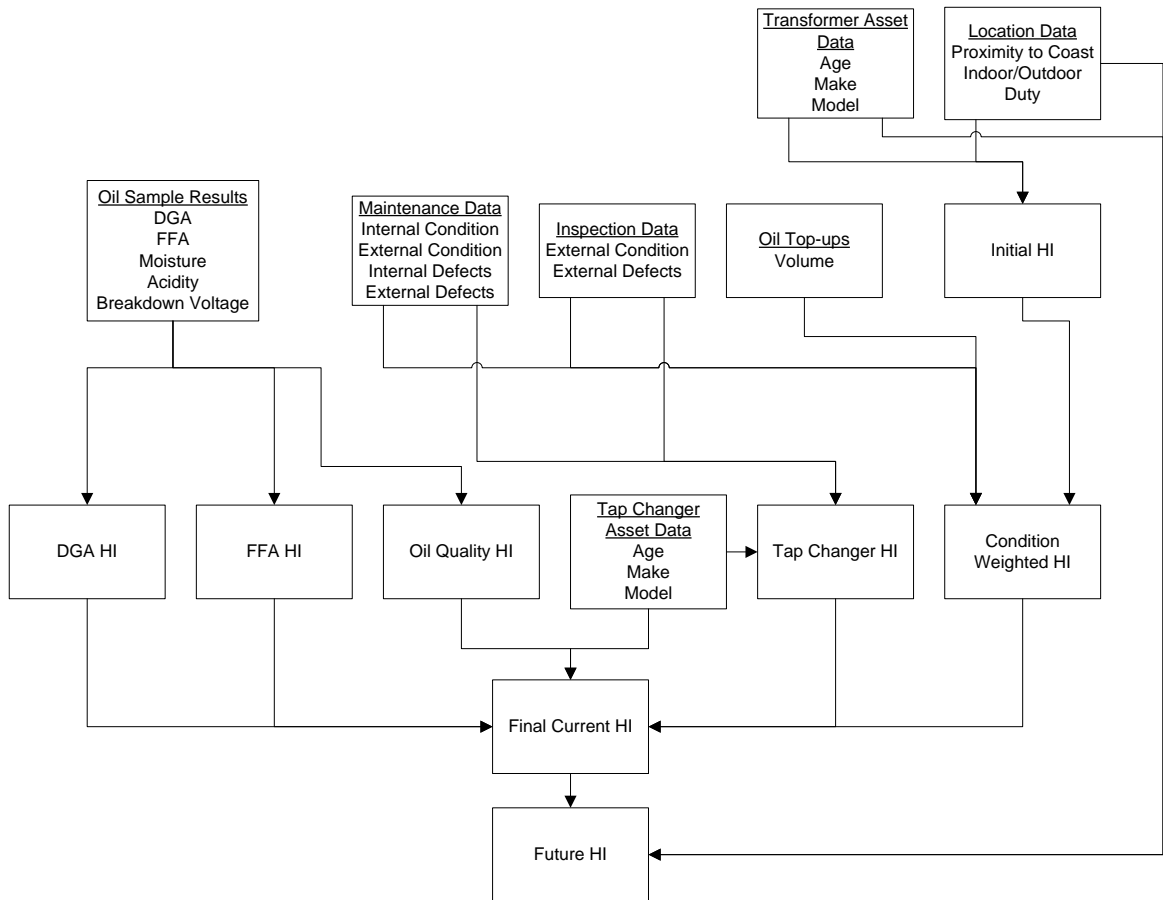 Transformer Asset
Data
Age
Make
Model
Location Data
Proximity to Coast
Indoor/Outdoor
Duty
Oil Sample Results
DGA
FFA
Moisture
Acidity
Breakdown Voltage
Maintenance Data
Internal Condition
External Condition
Internal Defects
External Defects
Inspection Data
External Condition
External Defects
Oil Top-ups
Volume
Initial HI
DGA HI
FFA HI
Oil Quality HI
Tap Changer
Asset Data
Age
Make
Model
Tap Changer HI
Condition
Weighted HI
Final Current HI
Future HI